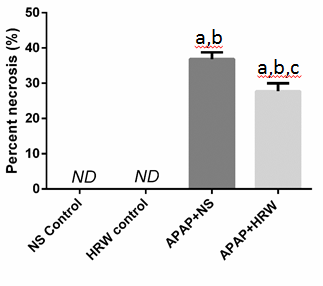 Percent necrosis (%)
50
40
30
20
10
0
a,b
a,b,c
ND
ND
NS Control
HRW control
APAP+NS
APAP+HRW